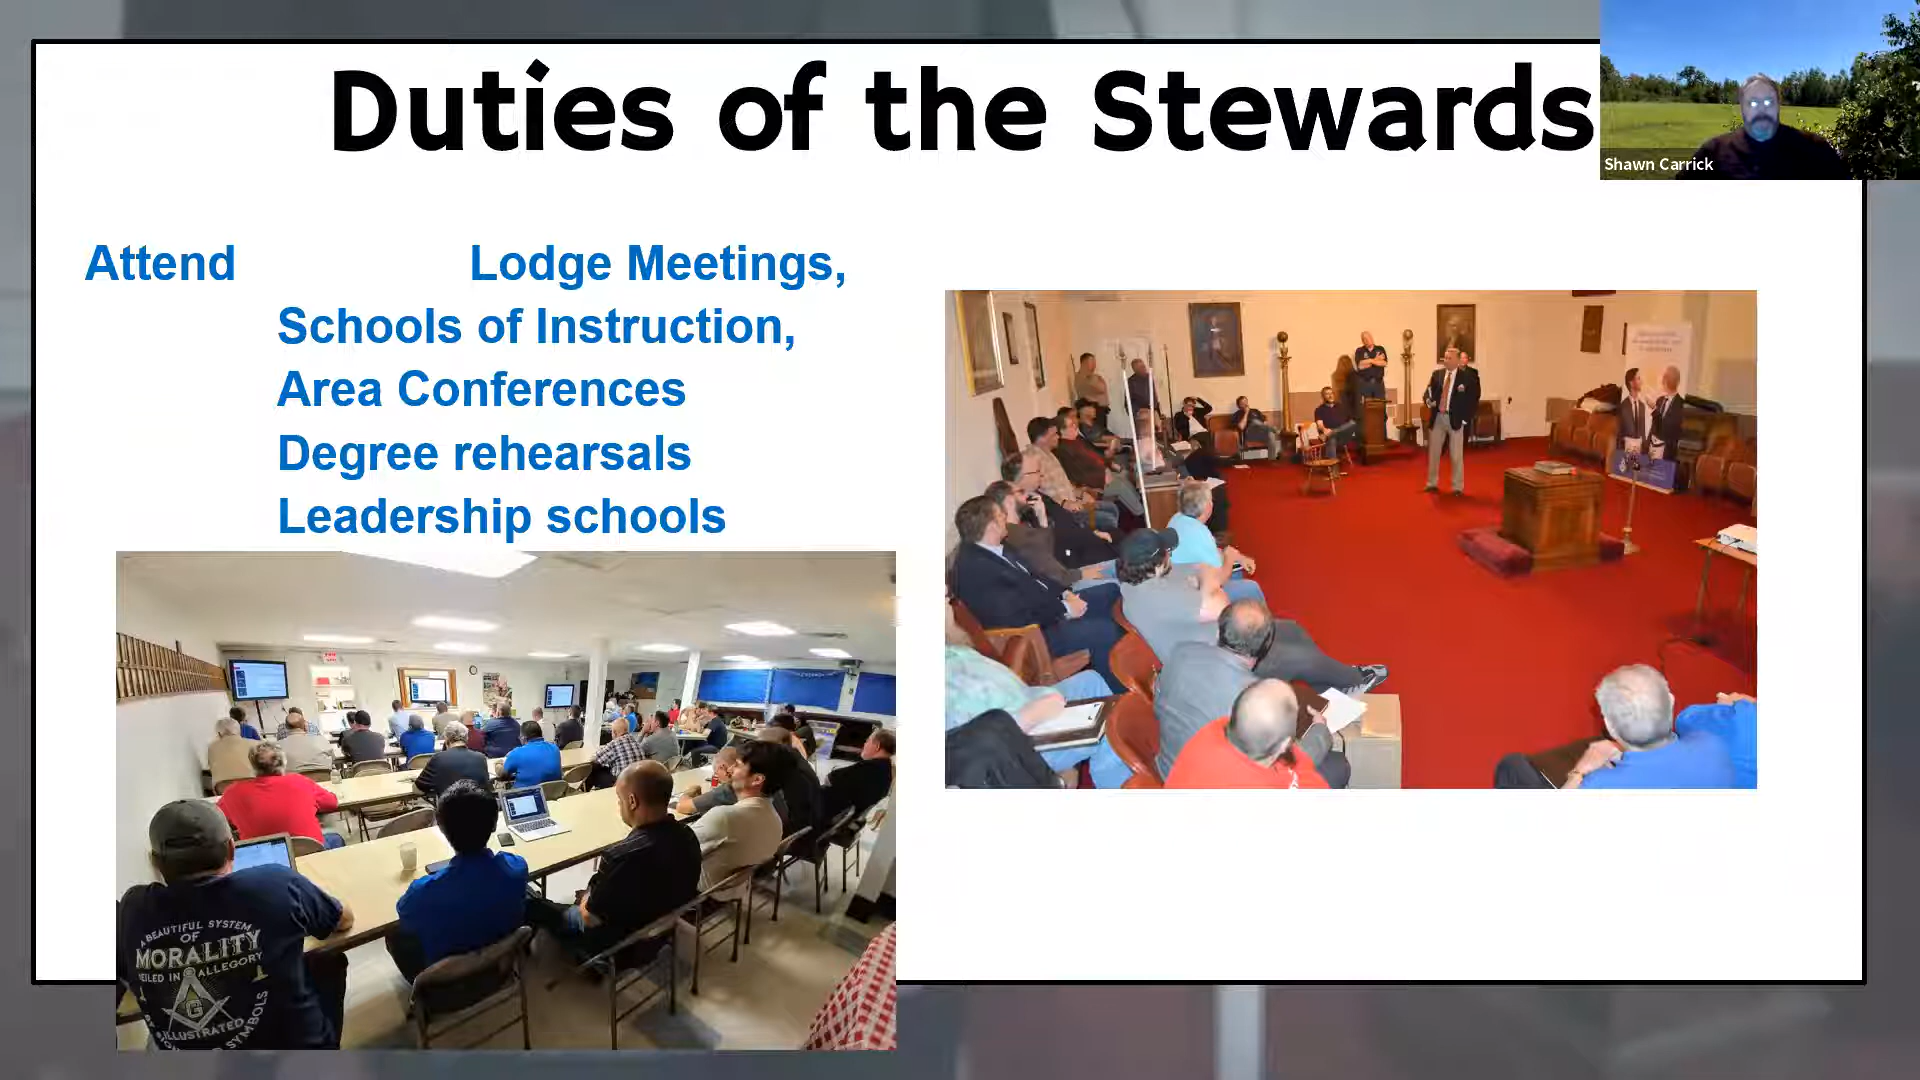 Duties of the Stewards
Shawn Carrick
Attend Lodge Meetings,
Schools of Instruction,
Area Conferences
Degree rehearsals
Leadership schools
A BEAUTIFUL SYSTEM
OF
MORALITY
IN ALLEGORY
G
ILLUSTRATED
SYMBOLS